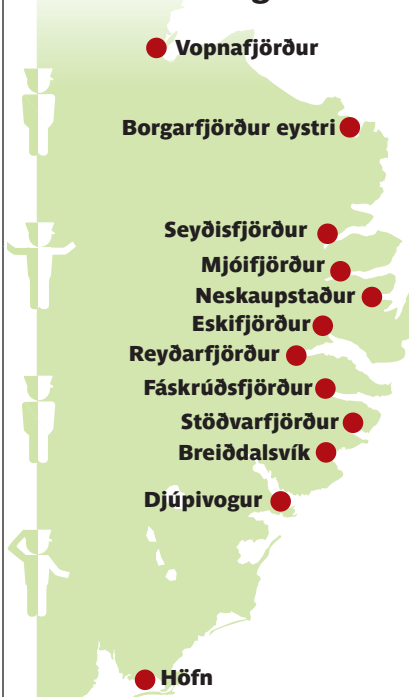 Vopnafjörður
Borgarfjörður eystri
Seyðisfjörður
Mjóifjörður
Neskaupstaður
Eskifjörður
Reyðarfjörður
Fáskrúðsfjörður
Stöðvarfjörður
Breiðdalsvík
Djúpivogur
Höfn